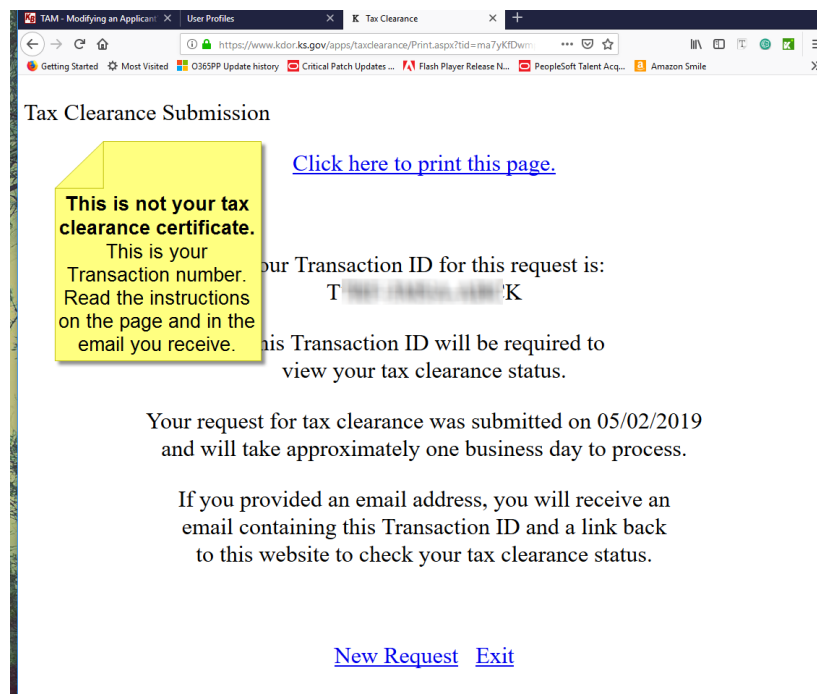 TAM - Modifying an Applicant
User Profiles
K Tax Clearance
https://www.kdor.ks.gov/apps/taxclearance/Print.aspx?tid=ma7yKfDwm
Getting Started Most Visited O365PP Update history Critical Patch Updates ... Flash Player Release N... PeopleSoft Talent Acq... Amazon Smile
Tax Clearance Submission
Click here to print this page.
This is not your tax
clearance certificate.
This is your
Transaction number.
Read the instructions
on the page and in the
email you receive.
our Transaction ID for this request is:
T K
his Transaction ID will be required to
view your tax clearance status.
Your request for tax clearance was submitted on 05/02/2019
and will take approximately one business day to process.
If you provided an email address, you will receive an
email containing this Transaction ID and a link back
to this website to check your tax clearance status.
New Request Exit